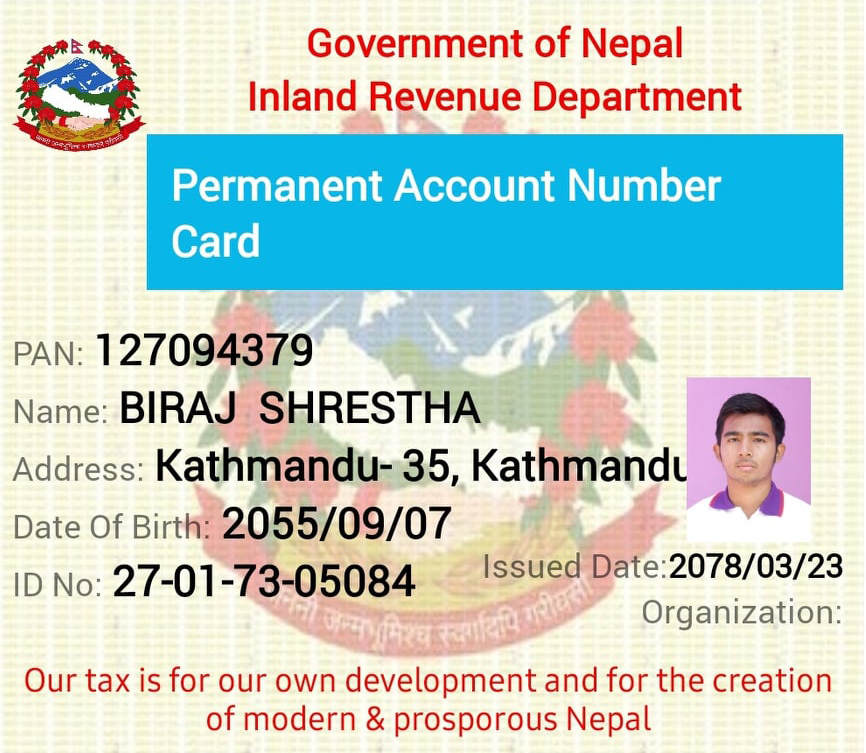 Government of Nepal
Inland Revenue Department
Permanent Account Number
Card
PAN: 127094379
Name: BIRAJ SHRESTHA
Address: Kathmandu- 35, Kathmandu
Date Of Birth: 2055/09/07
ID No: 27-01-73-05084
Issued Date:2078/03/23
Organization:
जननी जन्मभूमिश्च स्वर्गादपि गरीयसी
Our tax is for our own development and for the creation
of modern & prosporous Nepal